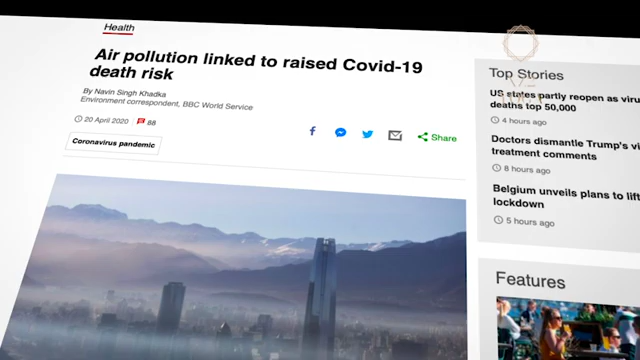 Health
Air pollution linked to raised Covid-19
death risk
By Navin Singh Khadka
Environment correspondent, BBC World Service
20 April 2020
88
Share
Coronavirus pandemic
Top Stories
US states partly reopen as viru
deaths top 50,000
4 hours ago
Doctors dismantle Trump's vi
treatment comments
8 hours ago
Belgium unveils plans to lift
lockdown
5 hours ago
Features